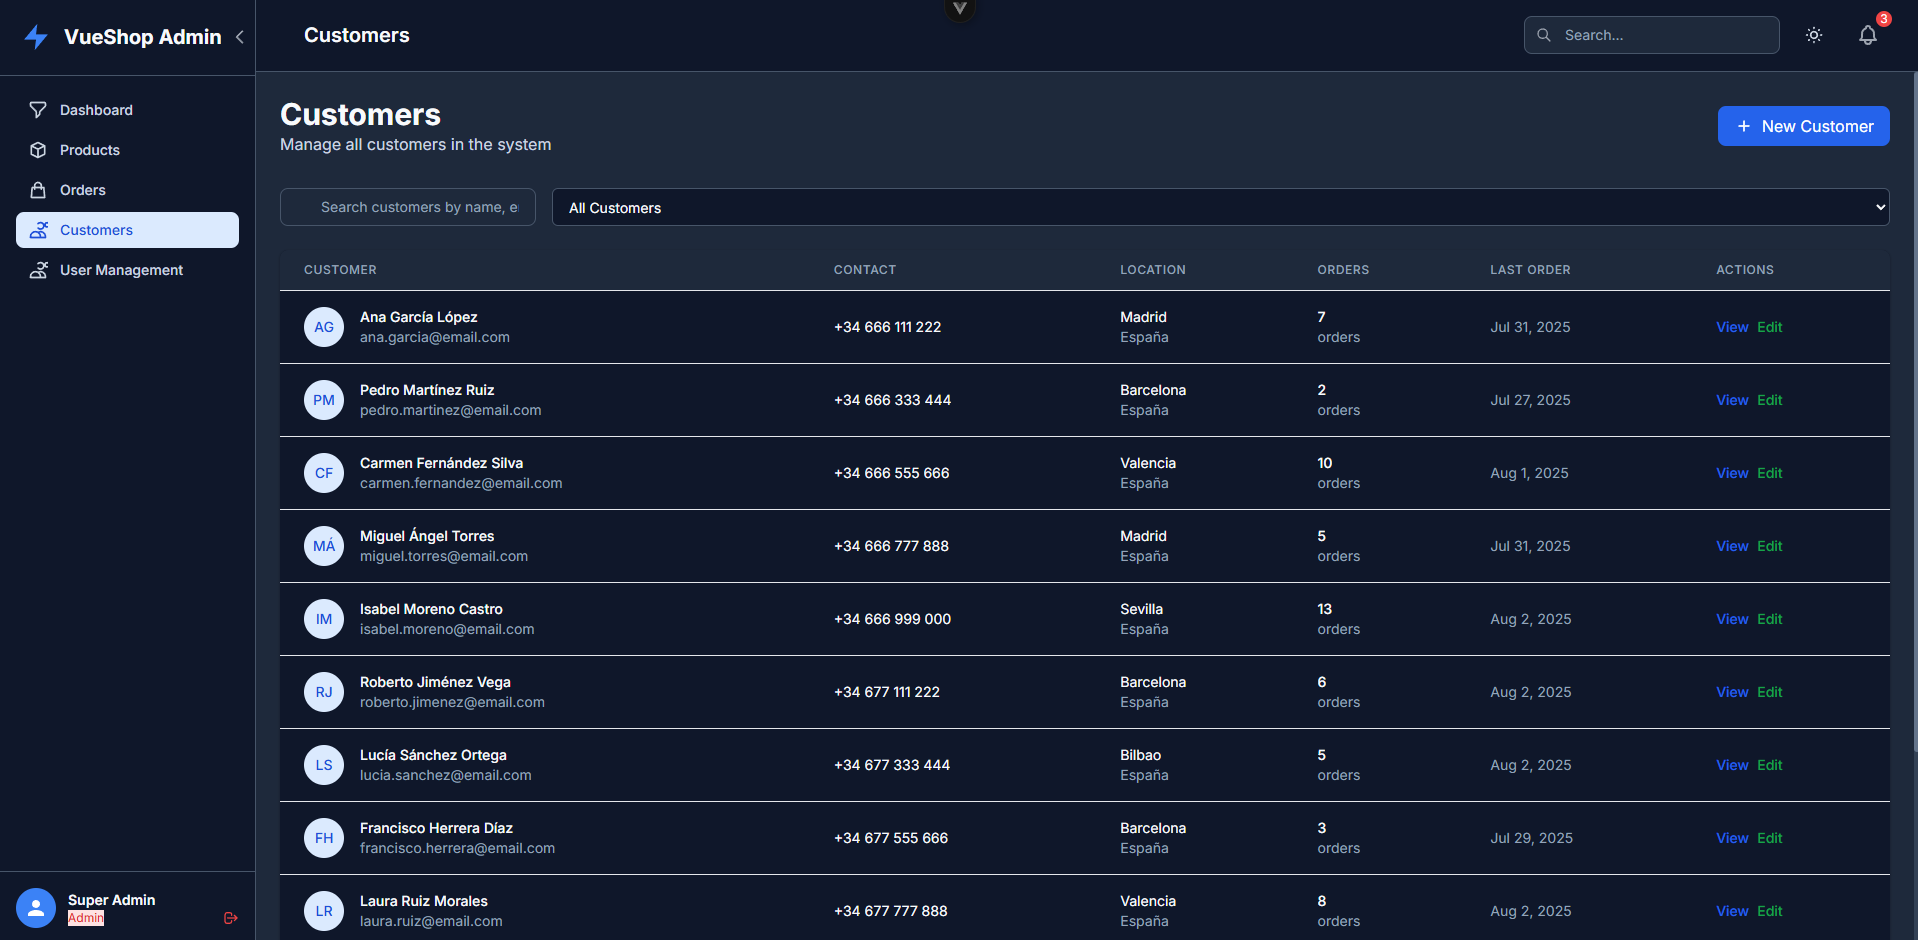 VueShop Admin
Customers
Search...
3
Dashboard
Products
Orders
Customers
User Management
Customers
Manage all customers in the system
New Customer
Search customers by name, e
All Customers
CUSTOMER CONTACT LOCATION ORDERS LAST ORDER ACTIONS
AG Ana García López +34 666 111 222 Madrid 7 Jul 31, 2025 View Edit
ana.garcia@email.com España orders
PM Pedro Martínez Ruiz +34 666 333 444 Barcelona 2 Jul 27, 2025 View Edit
pedro.martinez@email.com España orders
CF Carmen Fernández Silva +34 666 555 666 Valencia 10 Aug 1, 2025 View Edit
carmen.fernandez@email.com España orders
MÁ Miguel Ángel Torres +34 666 777 888 Madrid 5 Jul 31, 2025 View Edit
miguel.torres@email.com España orders
IM Isabel Moreno Castro +34 666 999 000 Sevilla 13 Aug 2, 2025 View Edit
isabel.moreno@email.com España orders
RJ Roberto Jiménez Vega +34 677 111 222 Barcelona 6 Aug 2, 2025 View Edit
roberto.jimenez@email.com España orders
LS Lucía Sánchez Ortega +34 677 333 444 Bilbao 5 Aug 2, 2025 View Edit
lucia.sanchez@email.com España orders
FH Francisco Herrera Díaz +34 677 555 666 Barcelona 3 Jul 29, 2025 View Edit
francisco.herrera@email.com España orders
LR Laura Ruiz Morales +34 677 777 888 Valencia 8 Aug 2, 2025 View Edit
laura.ruiz@email.com España orders
Super Admin
Admin